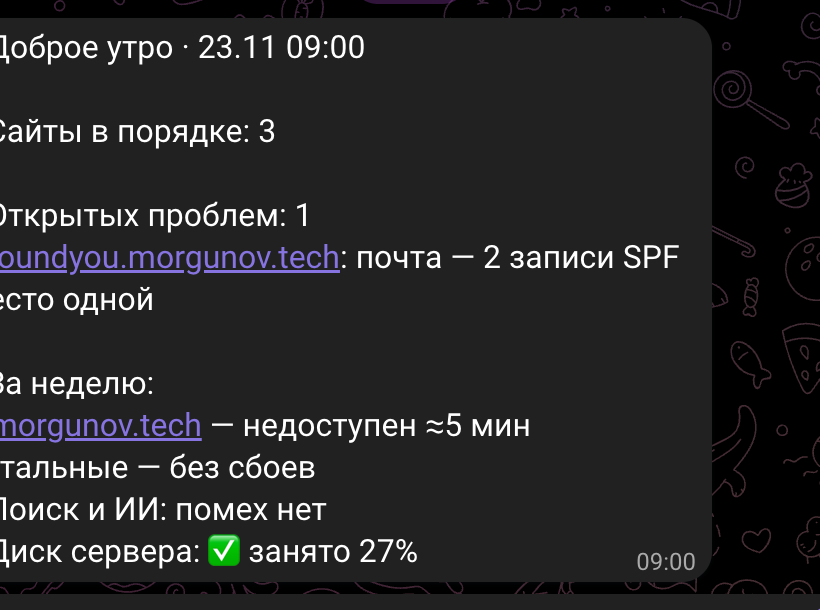 Доброе утро · 23.11 09:00
Сайты в порядке: 3
Открытых проблем: 1
oundyou.morgunov.tech: почта — 2 записи SPF
есто одной
За неделю:
morgunov.tech — недоступен ≈5 мин
тальные — без сбоев
Поиск и ИИ: помех нет
Диск сервера: ✅ занято 27%
09:00